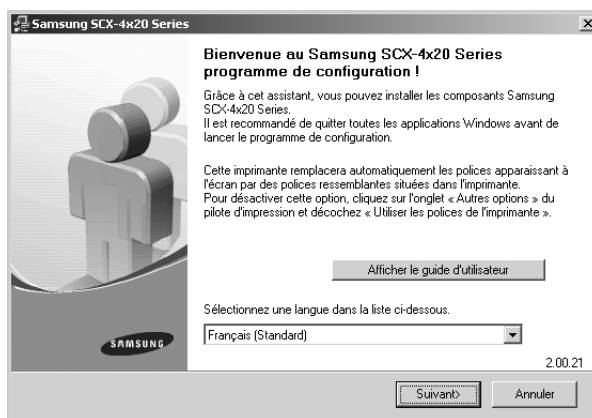 Samsung SCX-4x20 Series
Bienvenue au Samsung SCX-4x20 Series
programme de configuration !
Grâce à cet assistant, vous pouvez installer les composants Samsung
SCX-4x20 Series.
Il est recommandé de quitter toutes les applications Windows avant de
lancer le programme de configuration.
Cette imprimante remplacera automatiquement les polices apparaissant à
l'écran par des polices ressemblantes situées dans l'imprimante.
Pour désactiver cette option, cliquez sur l'onglet « Autres options » du
pilote d'impression et décochez « Utiliser les polices de l'imprimante ».
Afficher le guide d'utilisateur
Sélectionnez une langue dans la liste ci-dessous.
Français (Standard)
SAMSUNG
2.00.21
Suivant>
Annuler